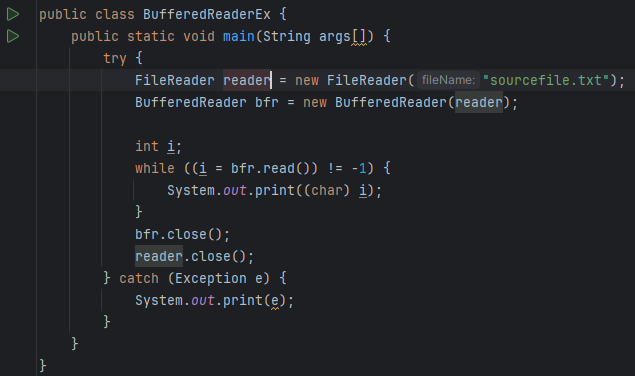 public class BufferedReaderEx {
    public static void main(String args[]) {
        try {
            FileReader reader = new FileReader( fileName: "sourcefile.txt");
            BufferedReader bfr = new BufferedReader(reader);

            int i;
            while ((i = bfr.read()) != -1) {
                System.out.print((char) i);
            }
            bfr.close();
            reader.close();
        } catch (Exception e) {
            System.out.print(e);
        }
    }
}